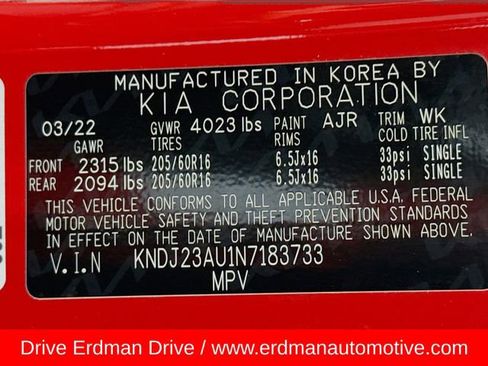 MANUFACTURED IN KOREA BY
KIA CORPORATION
03/22 GVWR 4023 lbs PAINT AJR TRIM WK
GAWR TIRES RIMS COLD TIRE INFL
FRONT 2315 lbs 205/60R16 6.5Jx16 33psi SINGLE
REAR 2094 lbs 205/60R16 6.5Jx16 33psi SINGLE
THIS VEHICLE CONFORMS TO ALL APPLICABLE U.S.A. FEDERAL
MOTOR VEHICLE SAFETY AND THEFT PREVENTION STANDARDS
IN EFFECT ON THE DATE OF MANUFACTURE SHOWN ABOVE.
V.I.N KNDJ23AU1N7183733
MPV
Drive Erdman Drive / www.erdmanautomotive.com